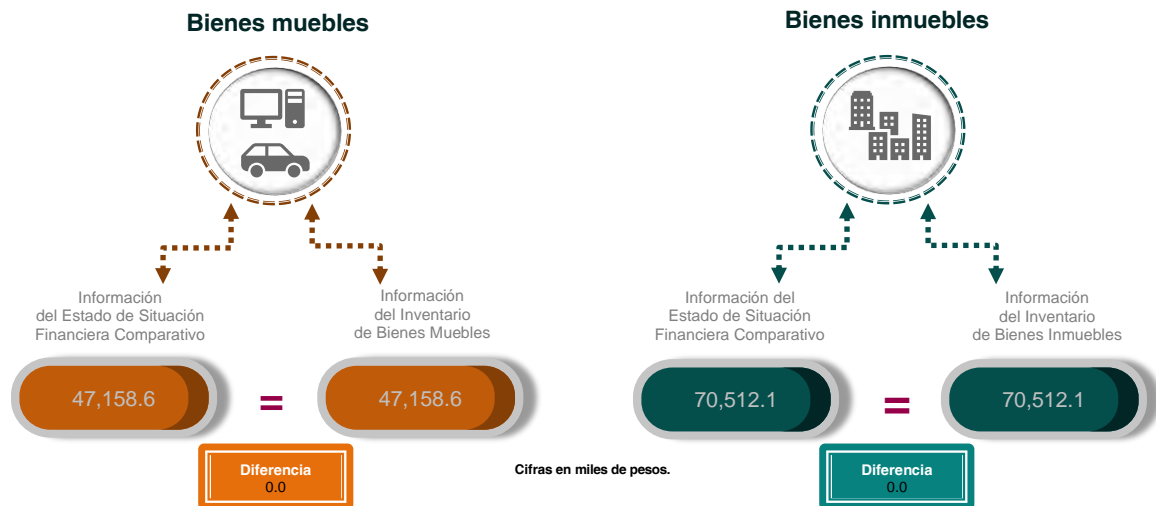 Bienes muebles
Información
del Estado de Situación
Financiera Comparativo
Información
del Inventario
de Bienes Muebles
47,158.6
=
47,158.6
Diferencia
0.0
Cifras en miles de pesos.
Bienes inmuebles
Información del
Estado de Situación
Financiera Comparativo
Información
del Inventario
de Bienes Inmuebles
70,512.1
=
70,512.1
Diferencia
0.0